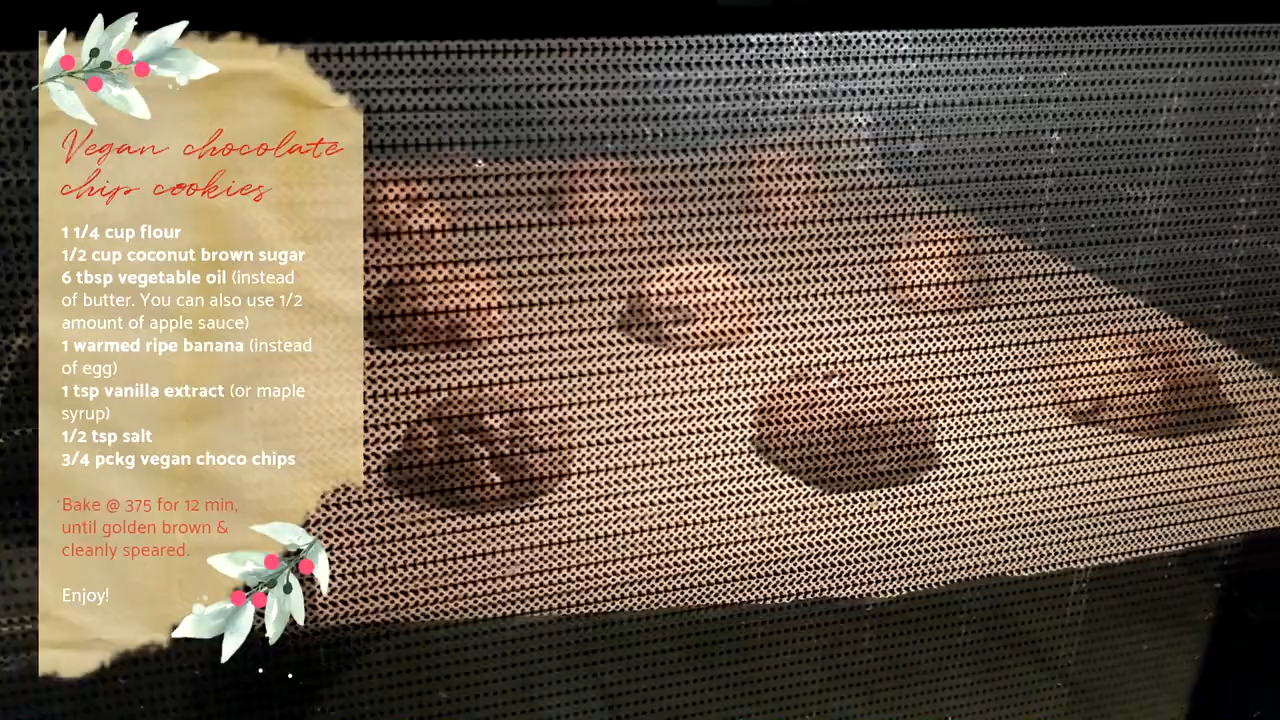 Vegan chocolate
chip cookies
1 1/4 cup flour
1/2 cup coconut brown sugar
6 tbsp vegetable oil (instead
of butter. You can also use 1/2
amount of apple sauce)
1 warmed ripe banana (instead
of egg)
1 tsp vanilla extract (or maple
syrup)
1/2 tsp salt
3/4 pckg vegan choco chips
Bake @ 375 for 12 min,
until golden brown &
cleanly speared.
Enjoy!